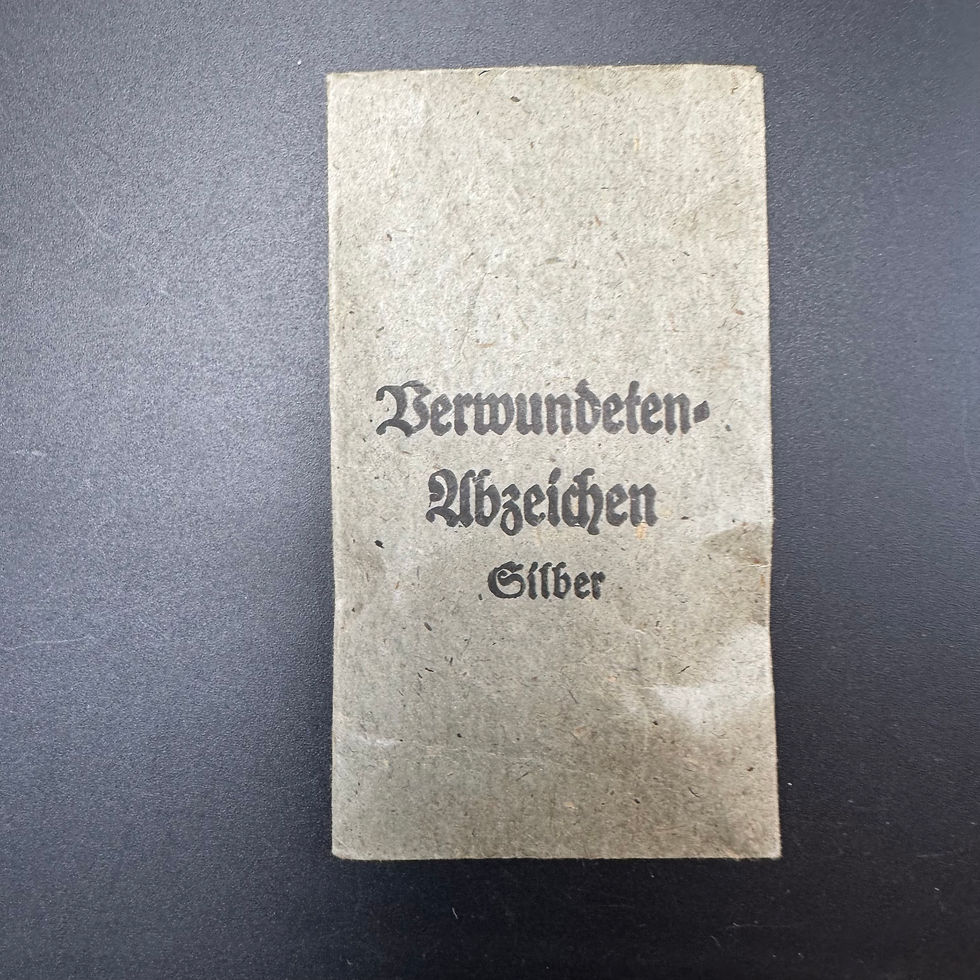 Verwundeten-
Abzeichen
Silber